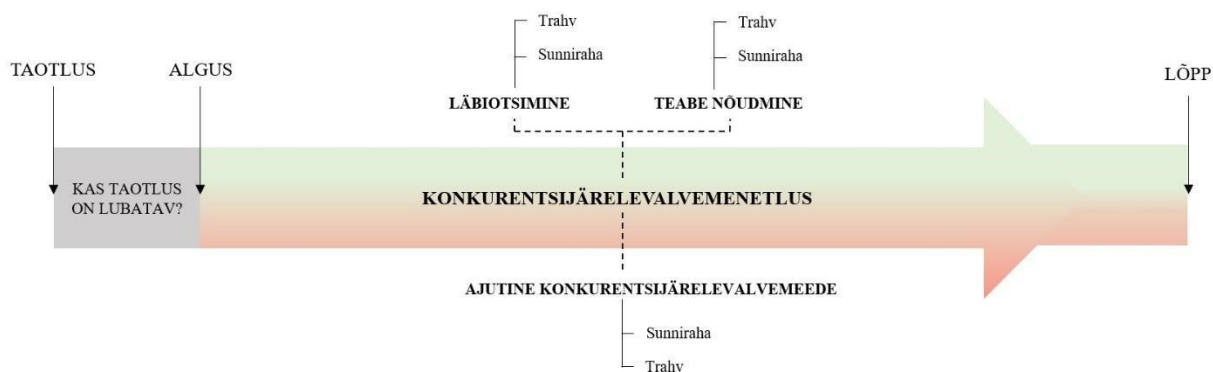 Trahv
Sunniraha
Trahv
Sunniraha
TAOTLUS
ALGUS
LÕPP
LÄBIOTSIMINE
TEABE NÕUDMINE
KAS TAOTLUS
ON LUBATAV?
KONKURENTSIJÄRELEVALVEMENETLUS
AJUTINE KONKURENTSIJÄRELEVALVEMEEDE
Sunniraha
Trahv